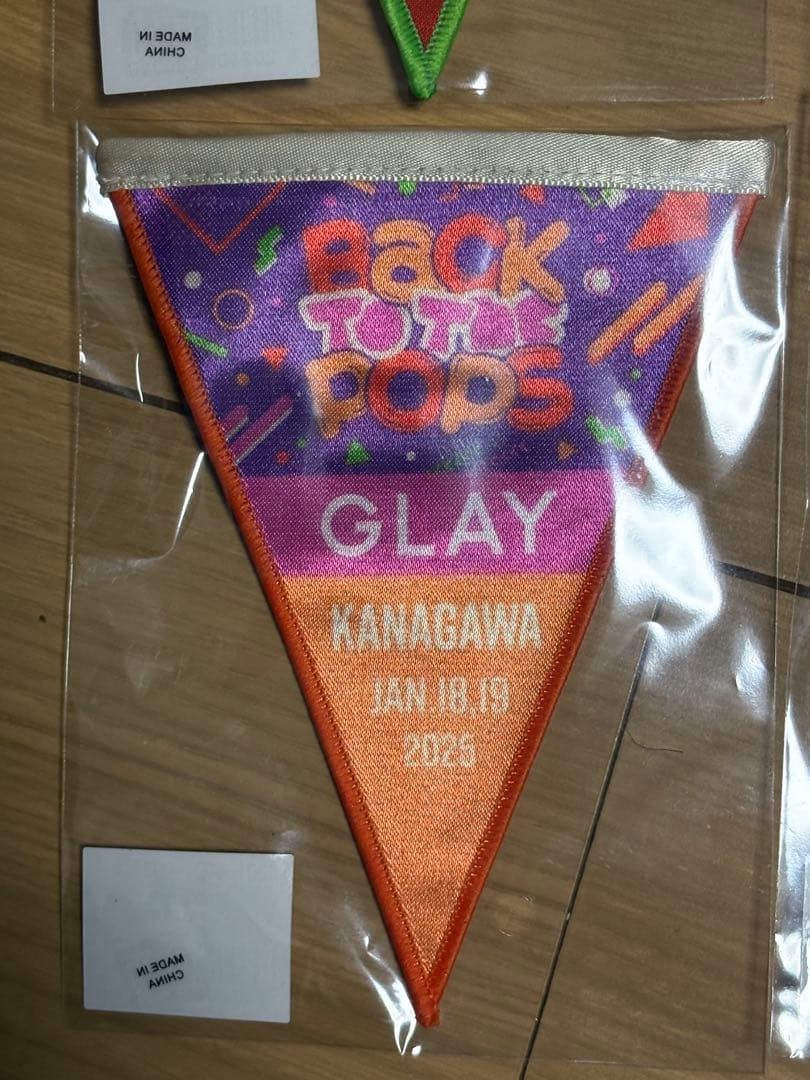 MADE IN
CHINA
BaCK
TO THE
POPS
GLAY
KANAGAWA
JAN.18,19
2025
MADE IN
CHINA